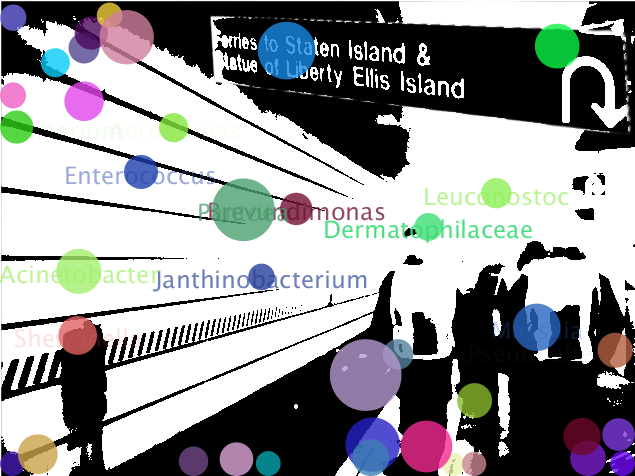 Ferries to Staten Island &
Statue of Liberty Ellis Island
Enterococcus
Brevundimonas
Leuconostoc
Dermatophilaceae
Acinetobacter
Janthinobacterium